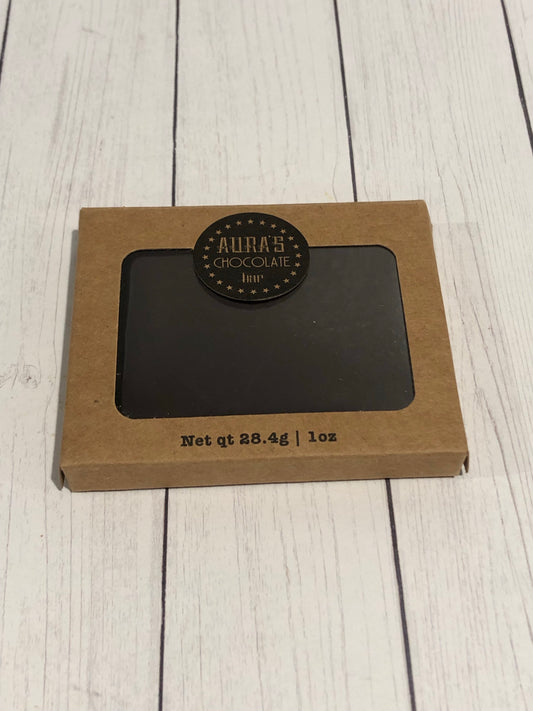 AURA'S
CHOCOLATE
bar
Net qt 28.4g | 1oz